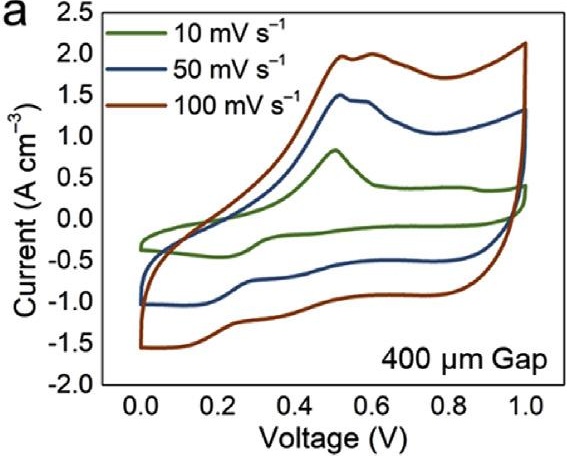 a
2.5
2.0
1.5
1.0
0.5
0.0
-0.5
-1.0
-1.5
-2.0
Current (A cm⁻³)
10 mV s⁻¹
50 mV s⁻¹
100 mV s⁻¹
400 μm Gap
0.0 0.2 0.4 0.6 0.8 1.0
Voltage (V)